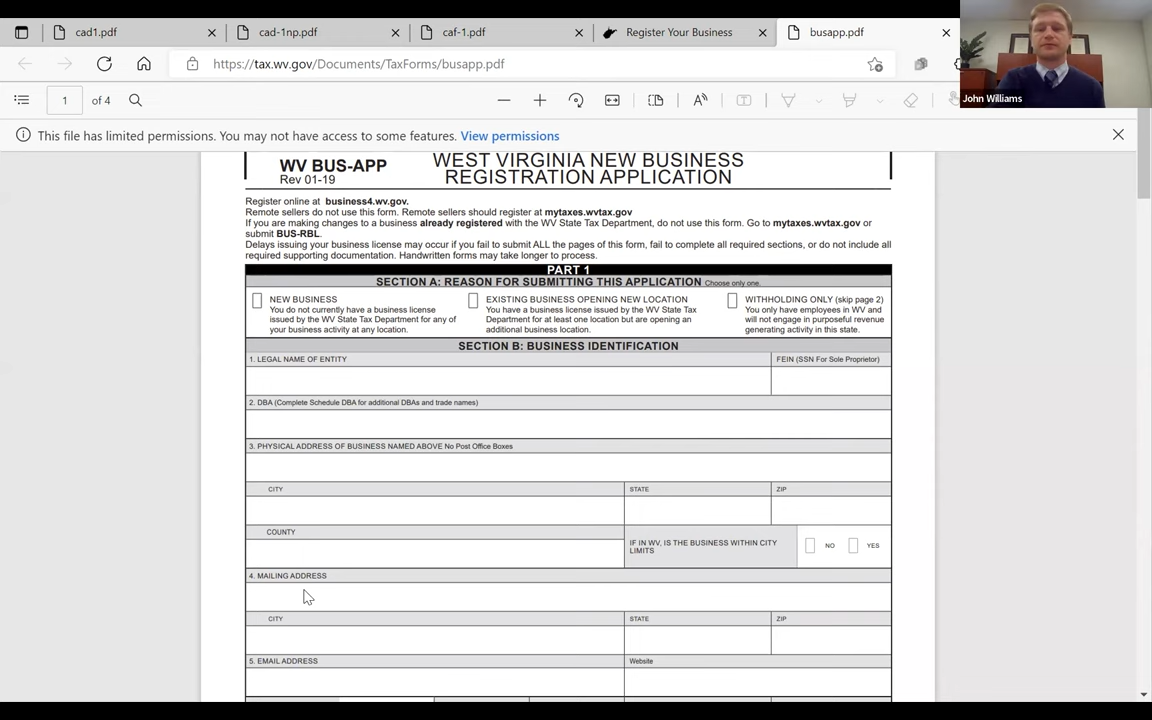 cad1.pdf
cad-1np.pdf
caf-1.pdf
Register Your Business
busapp.pdf
https://tax.wv.gov/Documents/TaxForms/busapp.pdf
John Williams
1 of 4
This file has limited permissions. You may not have access to some features. View permissions
WV BUS-APP
Rev 01-19
WEST VIRGINIA NEW BUSINESS
REGISTRATION APPLICATION
Register online at business4.wv.gov.
Remote sellers do not use this form. Remote sellers should register at mytaxes.wvtax.gov
If you are making changes to a business already registered with the WV State Tax Department, do not use this form. Go to mytaxes.wvtax.gov or
submit BUS-RBL.
Delays issuing your business license may occur if you fail to submit ALL the pages of this form, fail to complete all required sections, or do not include all
required supporting documentation. Handwritten forms may take longer to process.
PART 1
SECTION A: REASON FOR SUBMITTING THIS APPLICATION Choose only one.
NEW BUSINESS
You do not currently have a business license
issued by the WV State Tax Department for any of
your business activity at any location.
EXISTING BUSINESS OPENING NEW LOCATION
You have a business license issued by the WV State Tax
Department for at least one location but are opening an
additional business location.
WITHHOLDING ONLY (skip page 2)
You only have employees in WV and
will not engage in purposeful revenue
generating activity in this state.
SECTION B: BUSINESS IDENTIFICATION
1. LEGAL NAME OF ENTITY
FEIN (SSN For Sole Proprietor)
2. DBA (Complete Schedule DBA for additional DBAs and trade names)
3. PHYSICAL ADDRESS OF BUSINESS NAMED ABOVE No Post Office Boxes
CITY STATE ZIP
COUNTY
IF IN WV, IS THE BUSINESS WITHIN CITY
LIMITS
NO YES
4. MAILING ADDRESS
CITY STATE ZIP
5. EMAIL ADDRESS Website